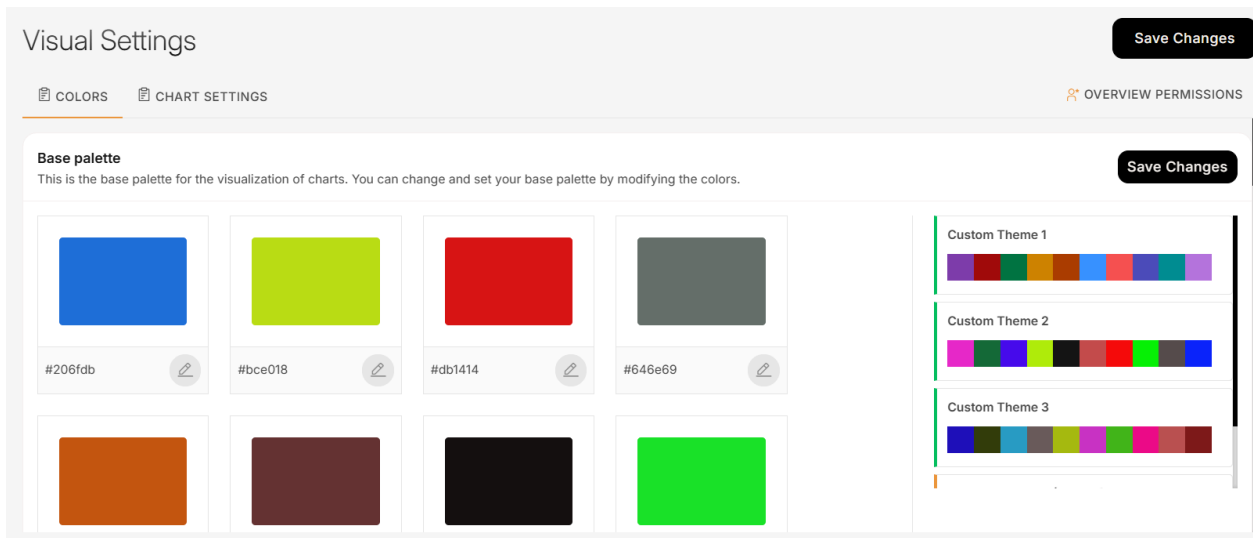 Visual Settings
Save Changes
COLORS
CHART SETTINGS
OVERVIEW PERMISSIONS
Base palette
This is the base palette for the visualization of charts. You can change and set your base palette by modifying the colors.
Save Changes
#206fdb
#bce018
#db1414
#646e69
Custom Theme 1
Custom Theme 2
Custom Theme 3